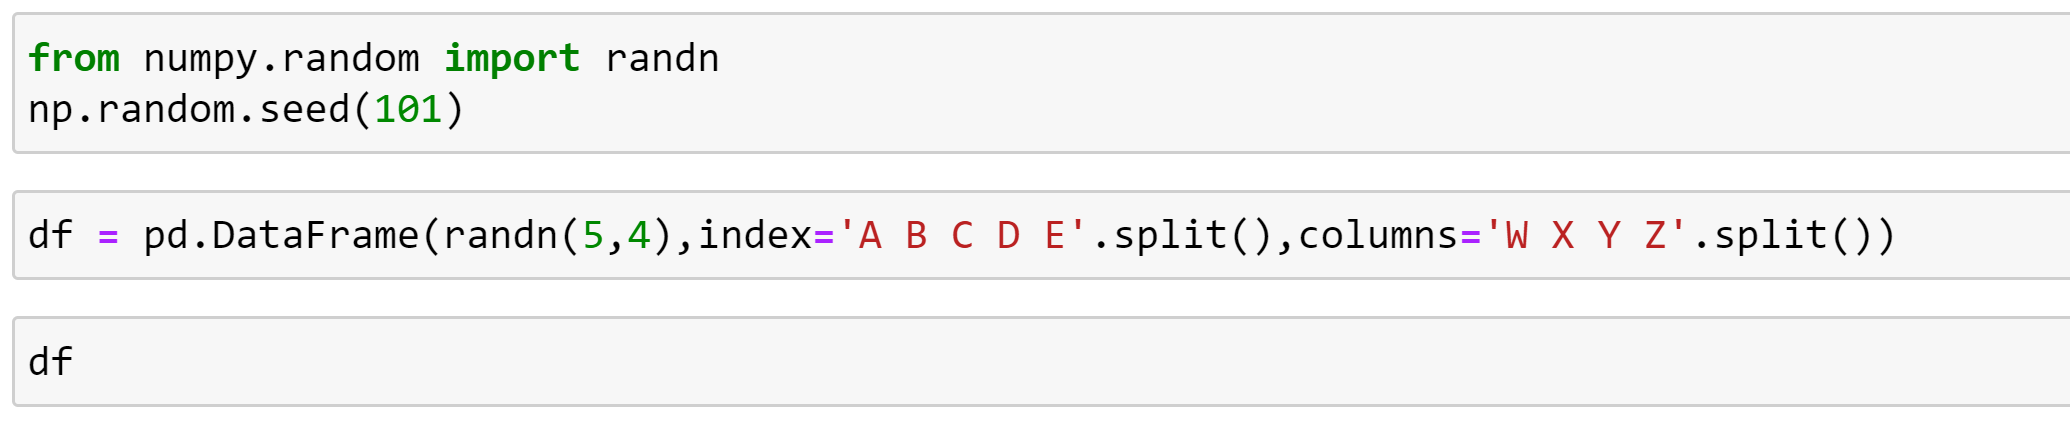 from numpy.random import randn
np.random.seed(101)
df = pd.DataFrame(randn(5,4),index='A B C D E'.split(),columns='W X Y Z'.split())
df